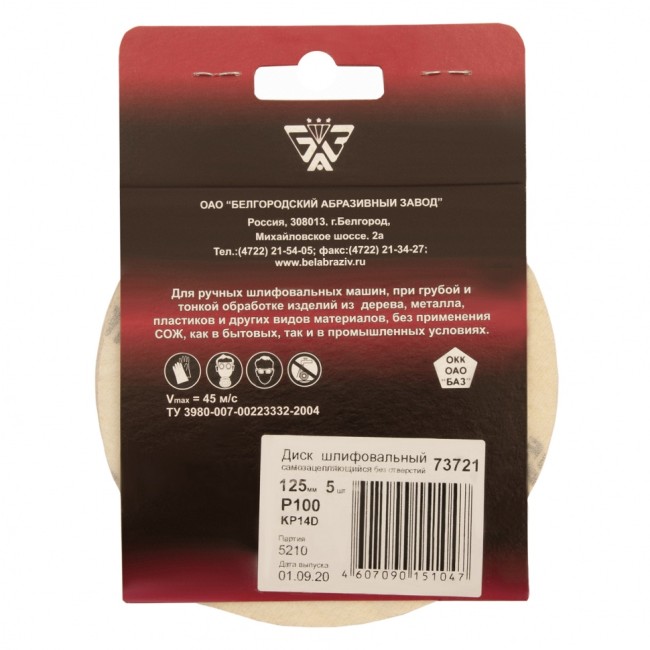 БАЗ
ОАО "БЕЛГОРОДСКИЙ АБРАЗИВНЫЙ ЗАВОД"
Россия, 308013. г.Белгород,
Михайловское шоссе. 2а
Тел.:(4722) 21-54-05; факс:(4722) 21-34-27;
www.belabraziv.ru
Для ручных шлифовальных машин, при грубой и
тонкой обработке изделий из дерева, металла,
пластиков и других видов материалов, без применения
СОЖ, как в бытовых, так и в промышленных условиях.
ОКК
ОАО
"БАЗ"
Vmax = 45 м/с
ТУ 3980-007-00223332-2004
Диск шлифовальный 73721
самозацепляющийся без отверстий
125мм 5 шт
P100
KP14D
Партия
5210
Дата выпуска
01.09.20
4 607090 151047